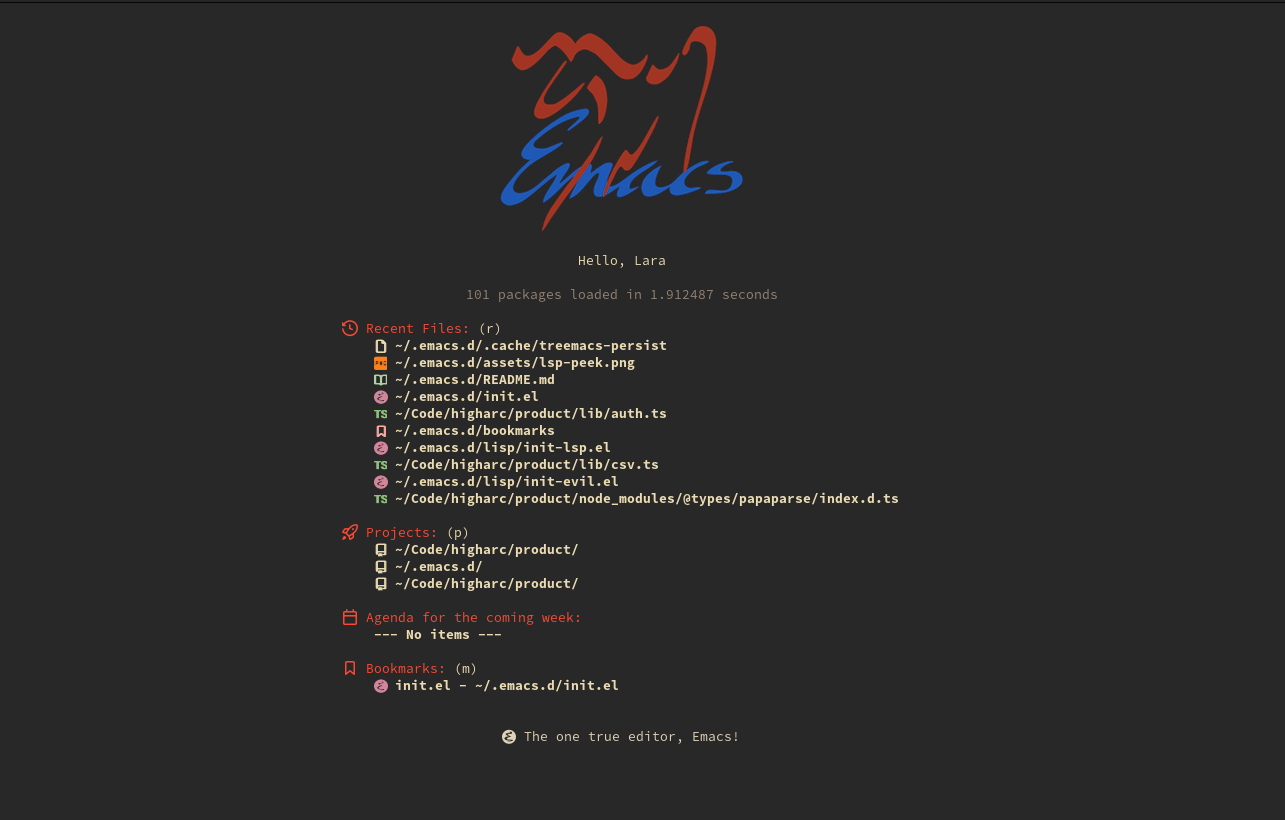 Emacs
Hello, Lara
101 packages loaded in 1.912487 seconds
Recent Files: (r)
~/.emacs.d/.cache/treemacs-persist
~/.emacs.d/assets/lsp-peek.png
~/.emacs.d/README.md
~/.emacs.d/init.el
TS ~/Code/higharc/product/lib/auth.ts
~/.emacs.d/bookmarks
~/.emacs.d/lisp/init-lsp.el
TS ~/Code/higharc/product/lib/csv.ts
~/.emacs.d/lisp/init-evil.el
TS ~/Code/higharc/product/node_modules/@types/papaparse/index.d.ts
Projects: (p)
~/Code/higharc/product/
~/.emacs.d/
~/Code/higharc/product/
Agenda for the coming week:
--- No items ---
Bookmarks: (m)
init.el - ~/.emacs.d/init.el
The one true editor, Emacs!